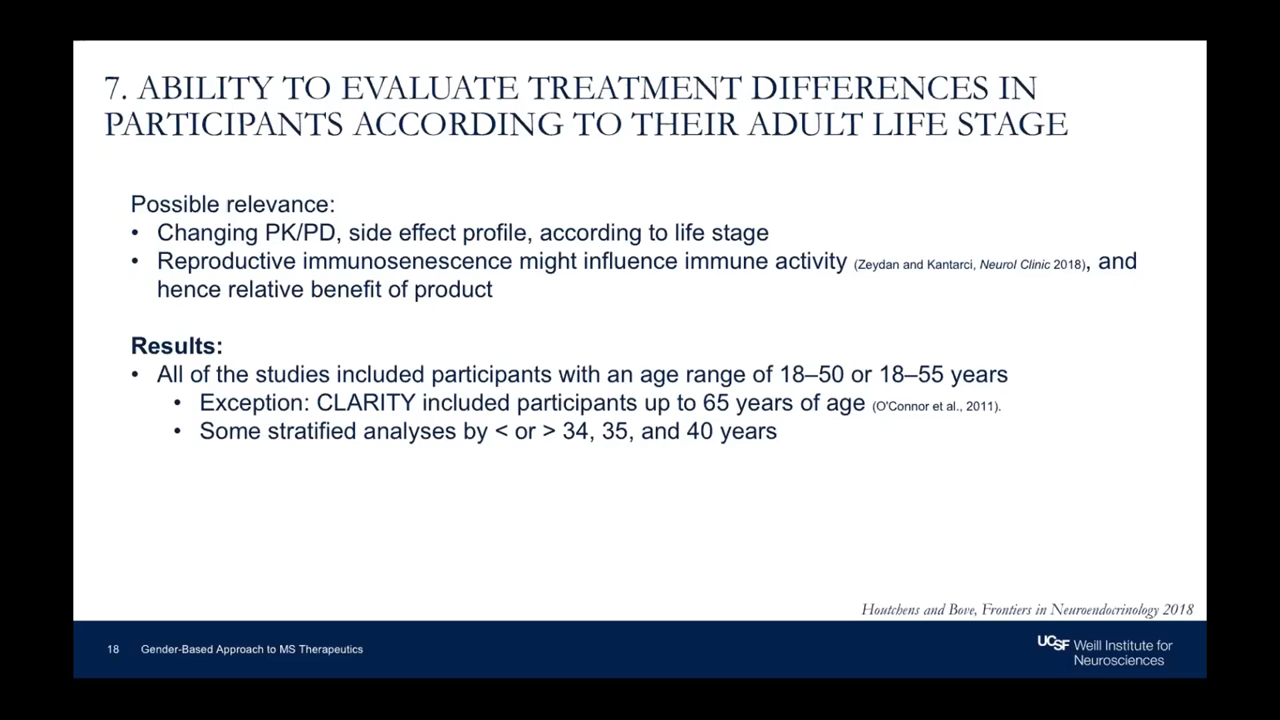 7. ABILITY TO EVALUATE TREATMENT DIFFERENCES IN
PARTICIPANTS ACCORDING TO THEIR ADULT LIFE STAGE
Possible relevance:
• Changing PK/PD, side effect profile, according to life stage
• Reproductive immunosenescence might influence immune activity (Zeydan and Kantarci, Neurol Clinic 2018), and
hence relative benefit of product
Results:
• All of the studies included participants with an age range of 18–50 or 18–55 years
• Exception: CLARITY included participants up to 65 years of age (O'Connor et al., 2011).
• Some stratified analyses by < or > 34, 35, and 40 years
Houtchens and Bove, Frontiers in Neuroendocrinology 2018
18 Gender-Based Approach to MS Therapeutics
UCSF Weill Institute for
Neurosciences